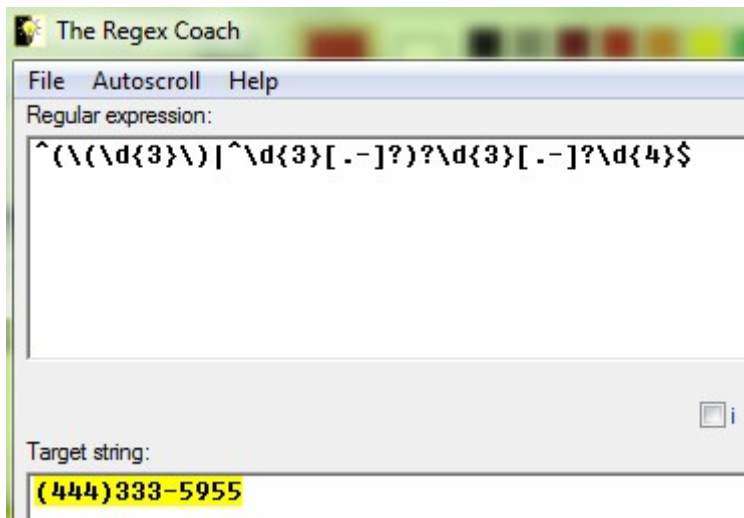 The Regex Coach
File Autoscroll Help
Regular expression:
^(\(\d{3}\)|^\d{3}[.-]?)?\d{3}[.-]?\d{4}$
i
Target string:
(444)333-5955